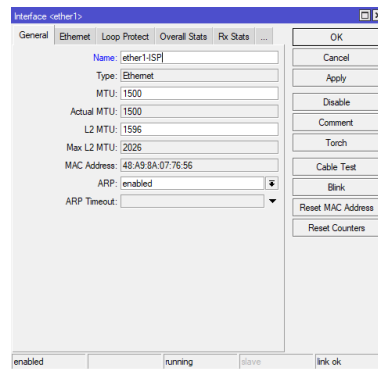 Interface <ether1>
General Ethernet Loop Protect Overall Stats Rx Stats ...
Name: ether1-ISP
Type: Ethernet
MTU: 1500
Actual MTU: 1500
L2 MTU: 1596
Max L2 MTU: 2026
MAC Address: 48:A9:8A:07:76:56
ARP: enabled
ARP Timeout:
OK
Cancel
Apply
Disable
Comment
Torch
Cable Test
Blink
Reset MAC Address
Reset Counters
enabled running slave link ok